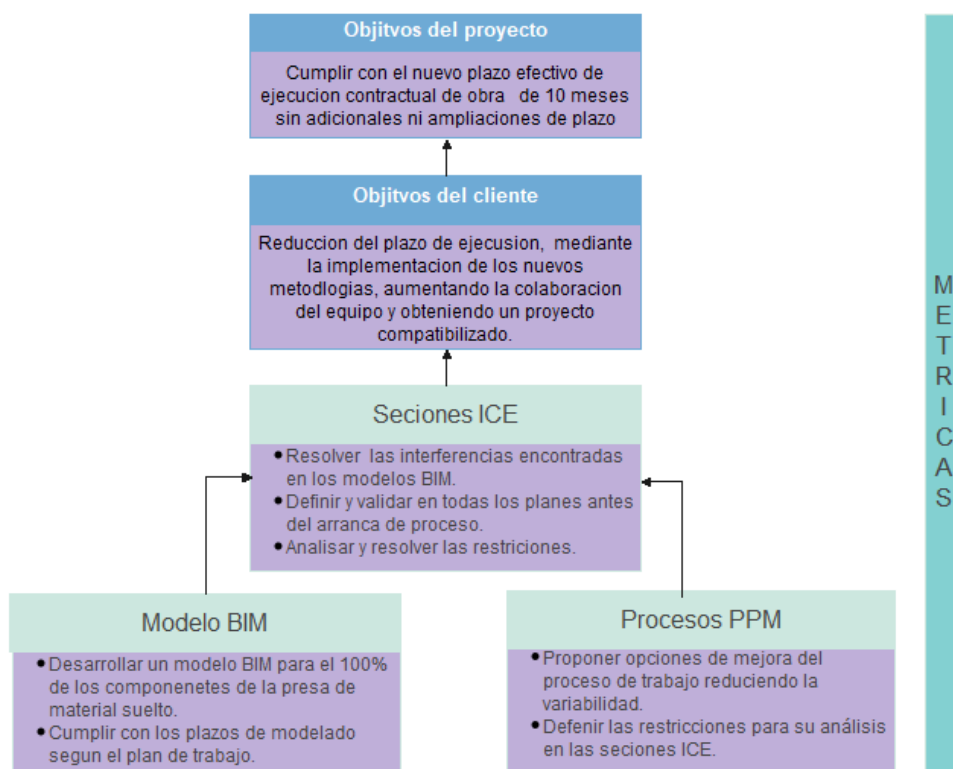 Objitvos del proyecto
Cumplir con el nuevo plazo efectivo de
ejecucion contractual de obra de 10 meses
sin adicionales ni ampliaciones de plazo
Objitvos del cliente
Reduccion del plazo de ejecusion, mediante
la implementacion de los nuevos
metodlogias, aumentando la colaboracion
del equipo y obteniendo un proyecto
compatibilizado.
Seciones ICE
• Resolver las interferencias encontradas
en los modelos BIM.
• Definir y validar en todas los planes antes
del arranca de proceso.
• Analisar y resolver las restriciones.
Modelo BIM
• Desarrollar un modelo BIM para el 100%
de los componenetes de la presa de
material suelto.
• Cumplir con los plazos de modelado
segun el plan de trabajo.
Procesos PPM
• Proponer opciones de mejora del
proceso de trabajo reduciendo la
variabilidad.
• Defenir las restricciones para su análisis
en las seciones ICE.
M
E
T
R
I
C
A
S